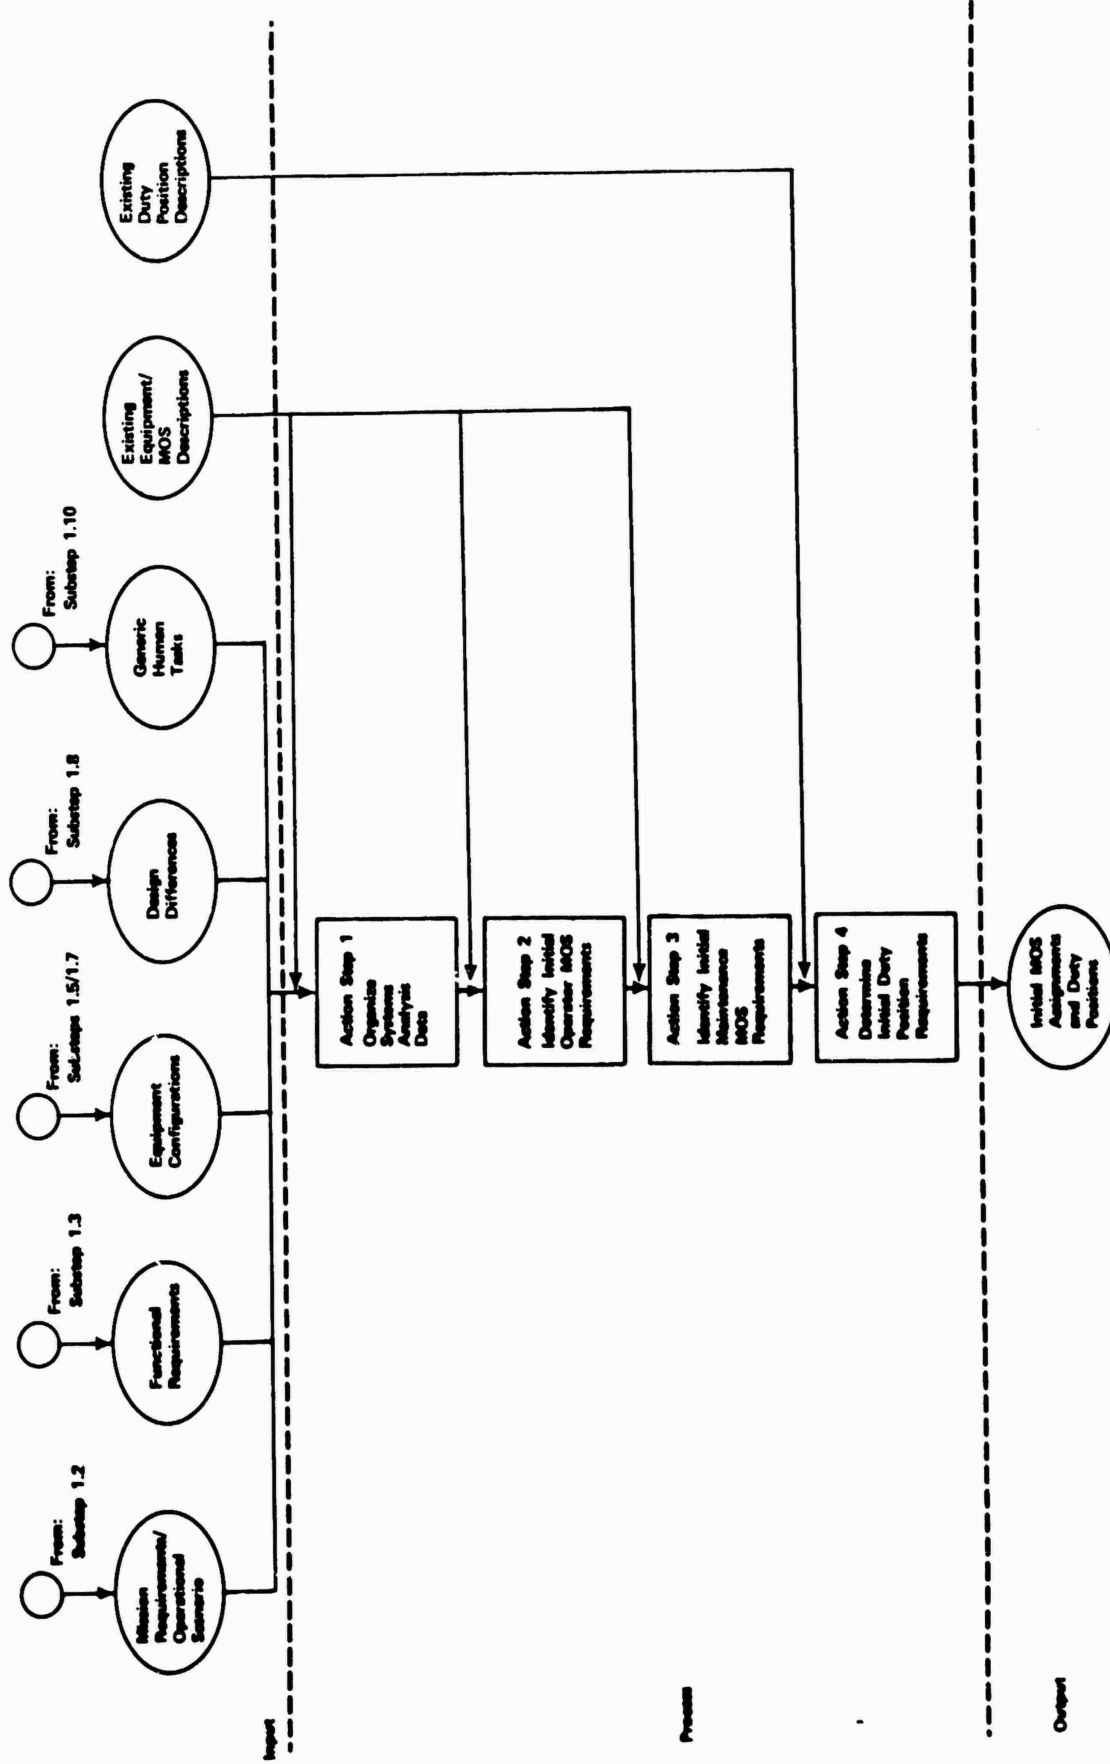 From:
Substep 1.2
From:
Substep 1.3
From:
Substeps 1.5/1.7
From:
Substep 1.8
From:
Substep 1.10
Mission
Requirements/
Operational
Scenario
Functional
Requirements
Equipment
Configurations
Design
Differences
Generic
Human
Tasks
Existing
Equipment/
MOS
Descriptions
Existing
Duty
Position
Descriptions
Input
Action Step 1
Organize
Systems
Analysis
Data
Action Step 2
Identify Initial
Operator MOS
Requirements
Process
Action Step 3
Identify Initial
Maintenance
MOS
Requirements
Action Step 4
Determine
Initial Duty
Position
Requirements
Output
Initial MOS
Assignments
and Duty
Positions